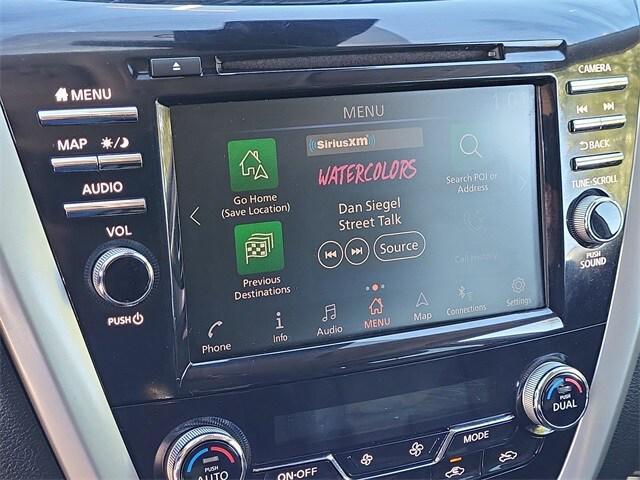 MENU
MAP
AUDIO
VOL
PUSH
MENU
SiriusXM
WATERCOLORS
Go Home
(Save Location)
Dan Siegel
Street Talk
Source
Search POI or
Address
Call History
Previous
Destinations
Phone
Info
Audio
MENU
Map
Connections
Settings
CAMERA
BACK
TUNE·SCROLL
PUSH
SOUND
PUSH
AUTO
ON·OFF
MODE
PUSH
DUAL